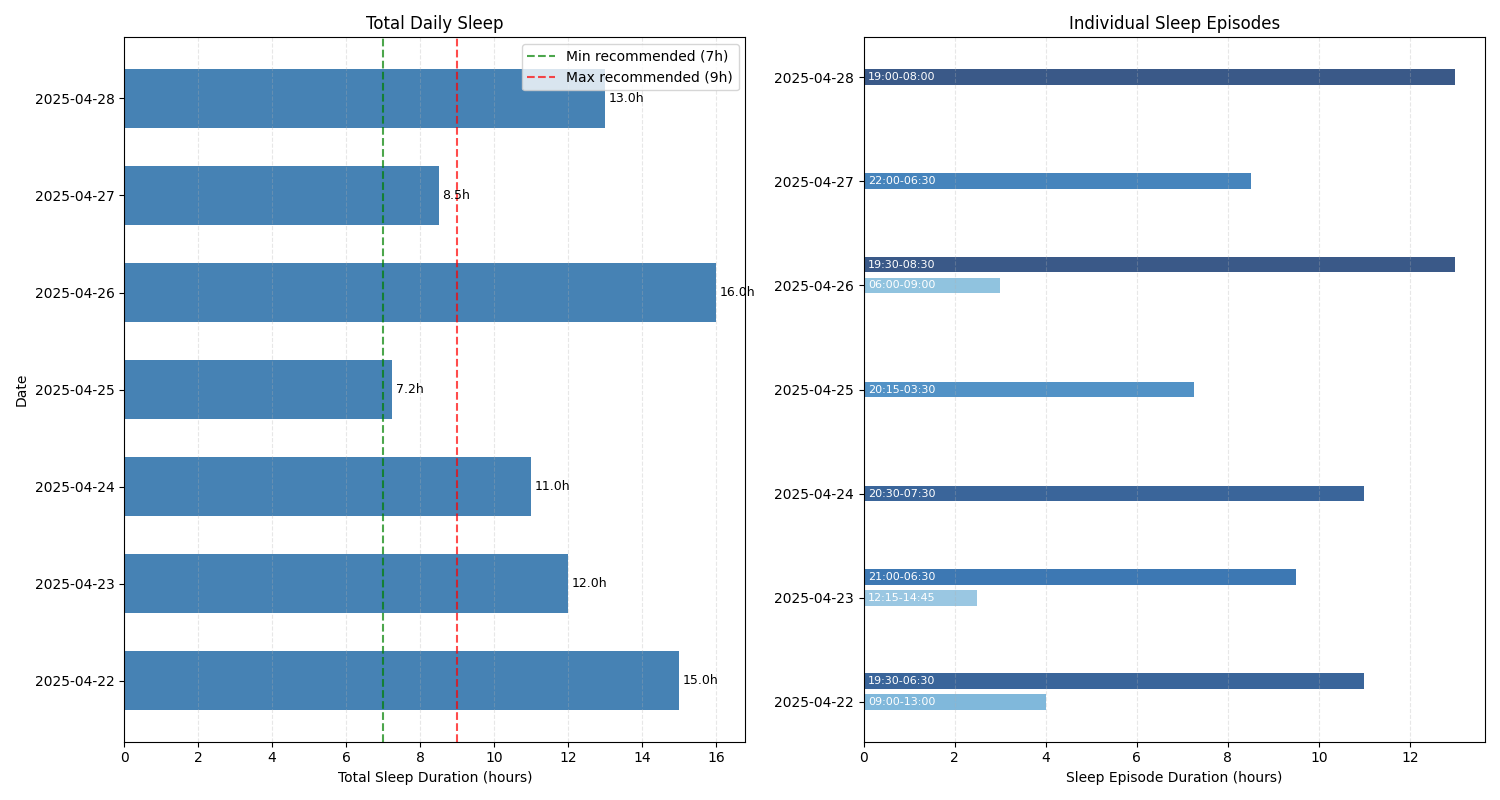 Total Daily Sleep
Min recommended (7h)
Max recommended (9h)
2025-04-28
13.0h
2025-04-27
8.5h
2025-04-26
16.0h
2025-04-25
7.2h
2025-04-24
11.0h
2025-04-23
12.0h
2025-04-22
15.0h
Date
0 2 4 6 8 10 12 14 16
Total Sleep Duration (hours)
Individual Sleep Episodes
2025-04-28
19:00-08:00
2025-04-27
22:00-06:30
19:30-08:30
2025-04-26
06:00-09:00
2025-04-25
20:15-03:30
2025-04-24
20:30-07:30
21:00-06:30
2025-04-23
12:15-14:45
19:30-06:30
2025-04-22
09:00-13:00
0 2 4 6 8 10 12
Sleep Episode Duration (hours)